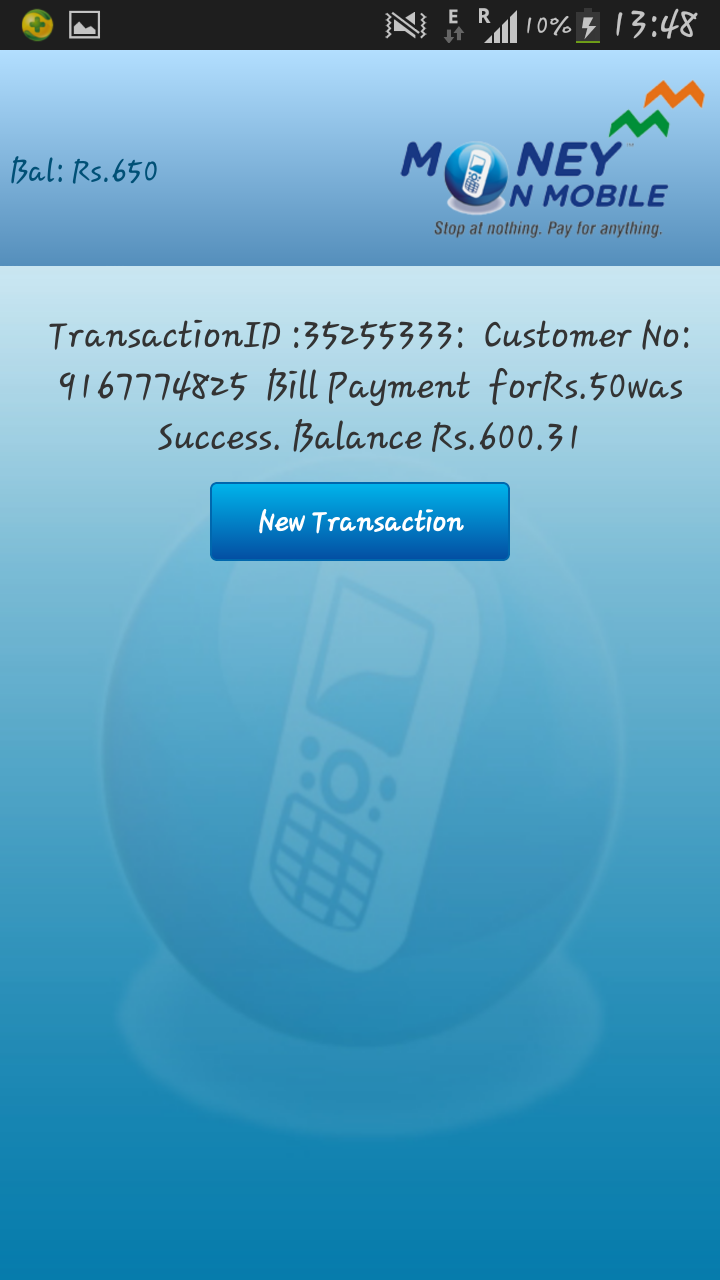 E R 10% 13:48
Bal: Rs.650
MONEY
ON MOBILE
Stop at nothing. Pay for anything.
TransactionID :35255333:  Customer No:
9167774825  Bill Payment  forRs.50was
Success. Balance Rs.600.31
New Transaction